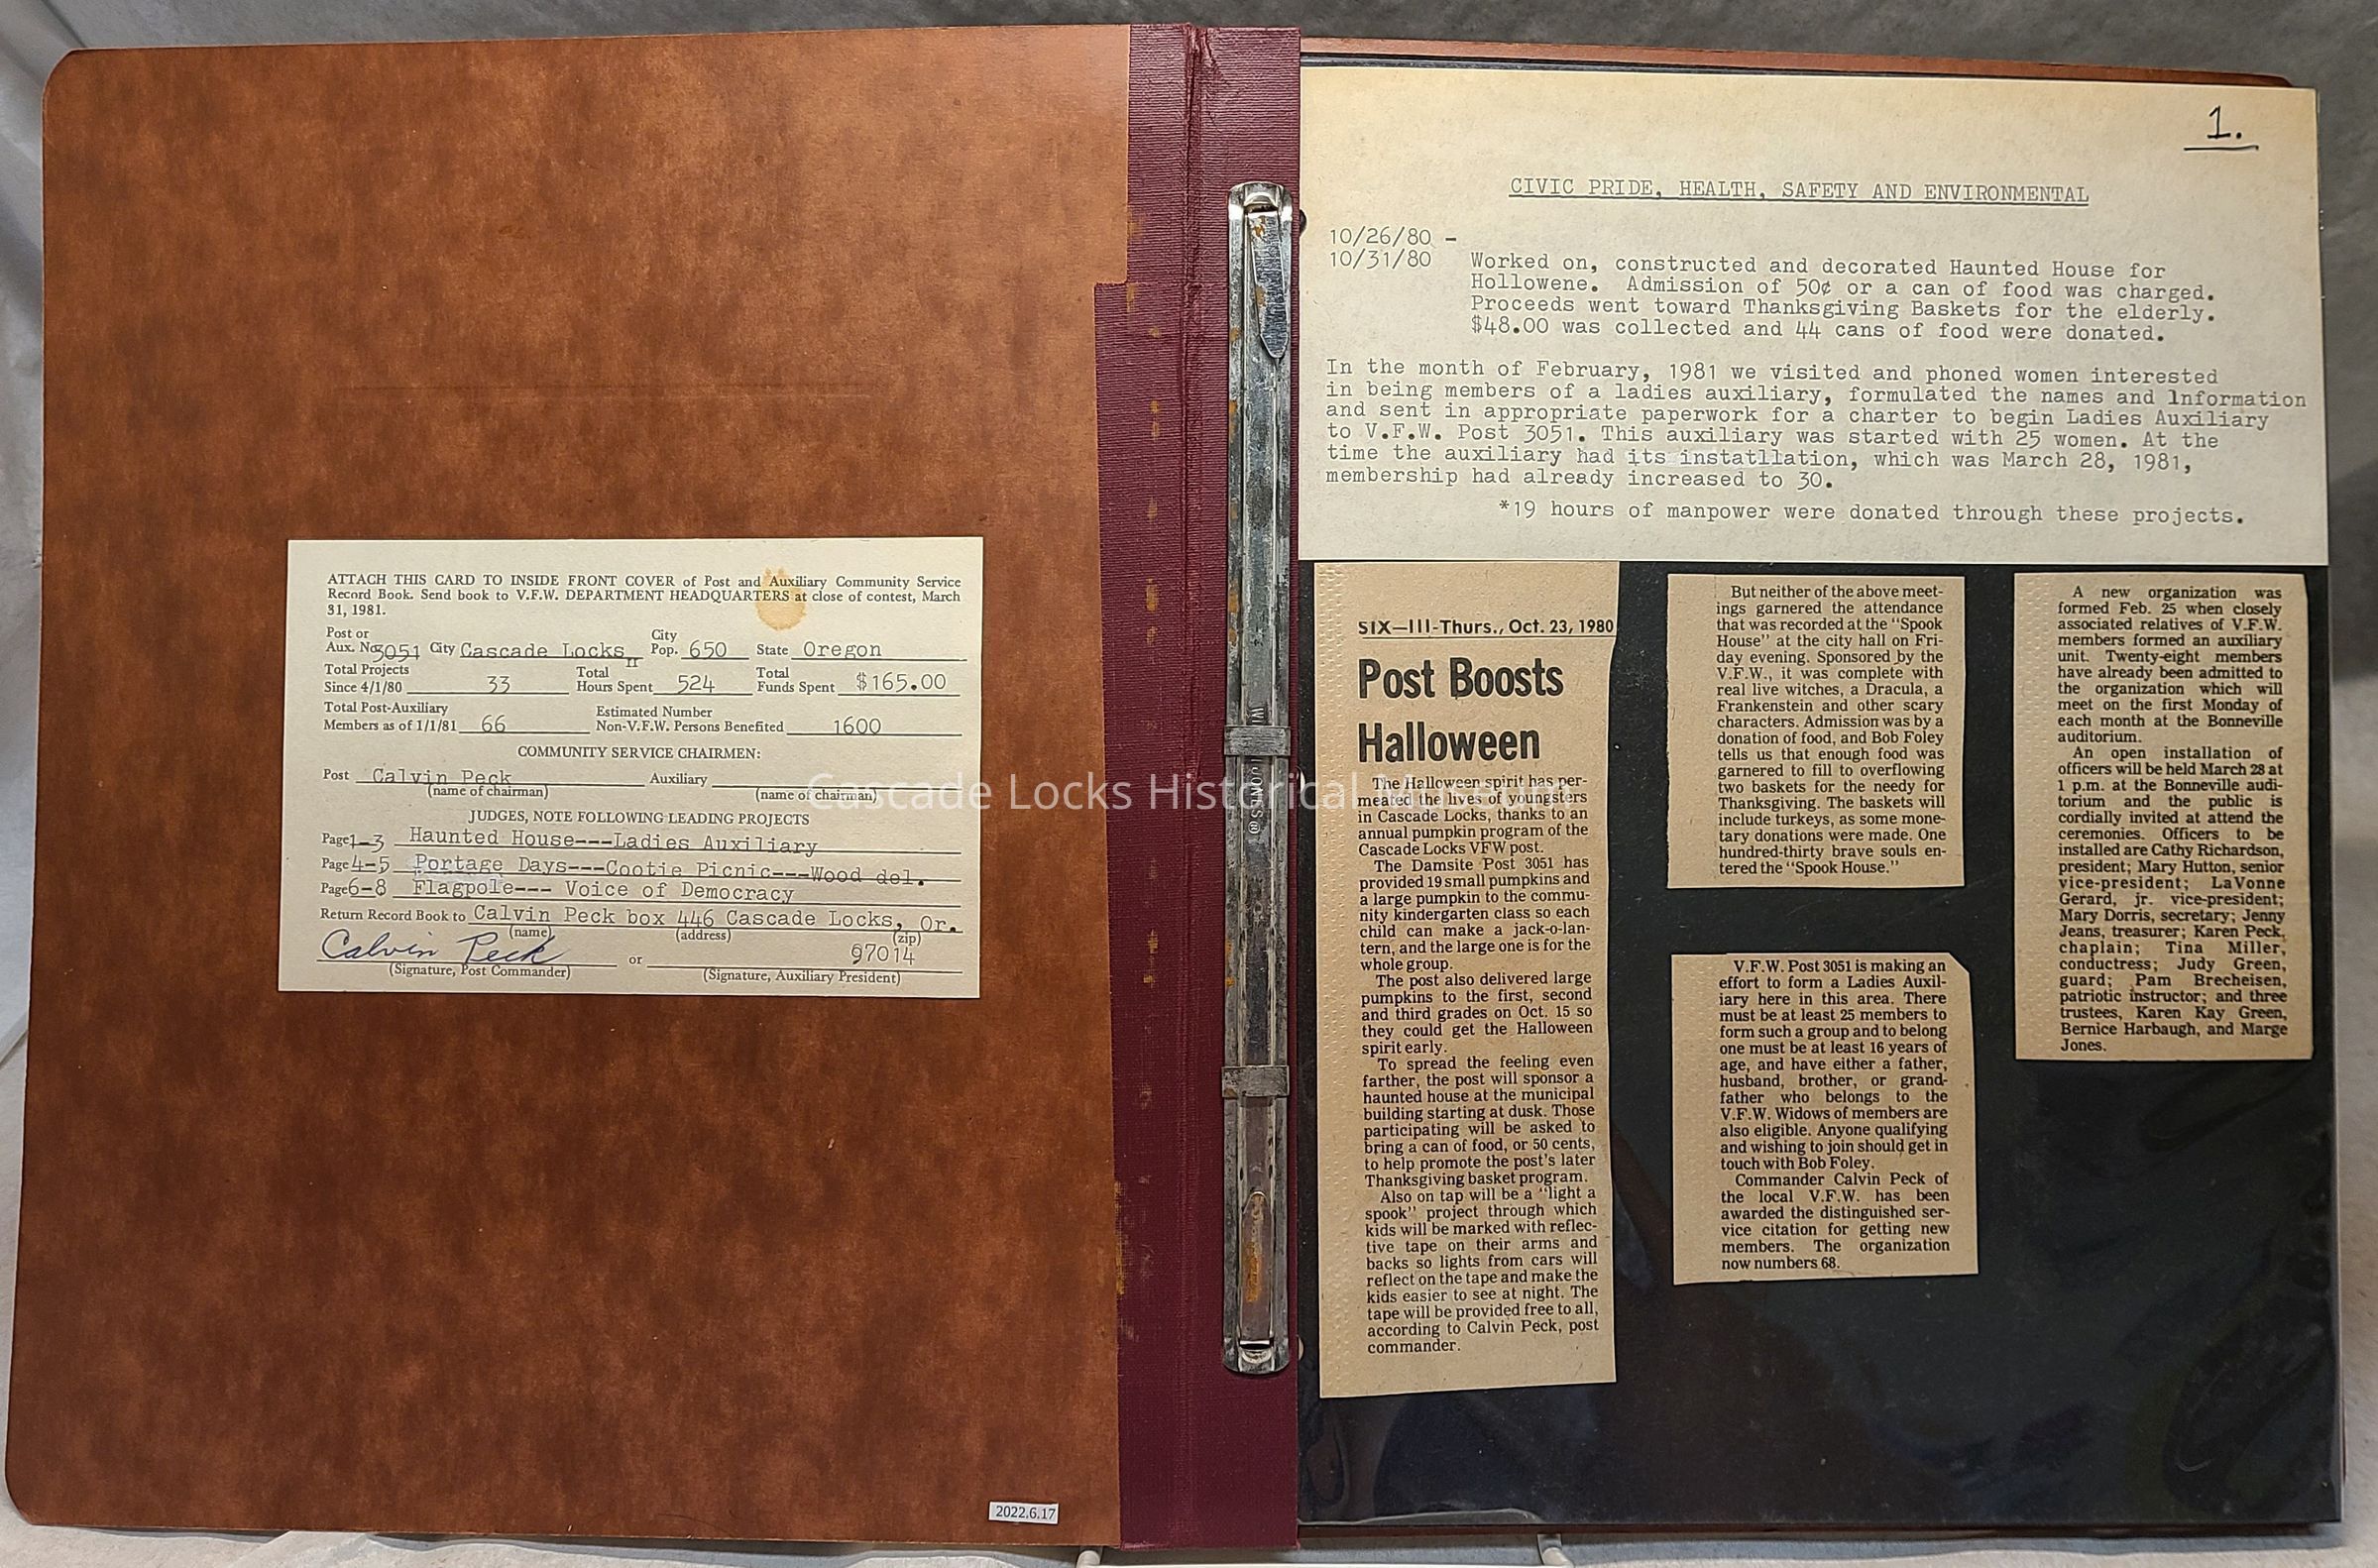 ATTACH THIS CARD TO INSIDE FRONT COVER of Post and Auxiliary Community Service
Record Book. Send book to V.F.W. DEPARTMENT HEADQUARTERS at close of contest, March
31, 1981.
Post or
Aux. No. 3051 City Cascade Locks City Pop. 650 State Oregon
Total Projects Since 4/1/80 33 Total Hours Spent 524 Total Funds Spent $165.00
Total Post-Auxiliary Members as of 1/1/81 66 Estimated Number Non-V.F.W. Persons Benefited 1600
COMMUNITY SERVICE CHAIRMEN:
Post Calvin Peck Auxiliary
(name of chairman) (name of chairman)
JUDGES, NOTE FOLLOWING LEADING PROJECTS
Page 1-3 Haunted House---Ladies Auxiliary
Page 4-5 Portage Days---Cootie Picnic---Wood del.
Page 6-8 Flagpole--- Voice of Democracy
Return Record Book to Calvin Peck box 446 Cascade Locks, Or.
(name) (address) (zip)
Calvin Peck or 97014
(Signature, Post Commander) (Signature, Auxiliary President)
2022.6.17
WILSON JONES®
1.
CIVIC PRIDE, HEALTH, SAFETY AND ENVIRONMENTAL
10/26/80 -
10/31/80 Worked on, constructed and decorated Haunted House for
Hollowene. Admission of 50¢ or a can of food was charged.
Proceeds went toward Thanksgiving Baskets for the elderly.
$48.00 was collected and 44 cans of food were donated.
In the month of February, 1981 we visited and phoned women interested
in being members of a ladies auxiliary, formulated the names and lnformation
and sent in appropriate paperwork for a charter to begin Ladies Auxiliary
to V.F.W. Post 3051. This auxiliary was started with 25 women. At the
time the auxiliary had its instatllation, which was March 28, 1981,
membership had already increased to 30.
*19 hours of manpower were donated through these projects.
SIX—III-Thurs., Oct. 23, 1980
Post Boosts
Halloween
The Halloween spirit has per-
meated the lives of youngsters
in Cascade Locks, thanks to an
annual pumpkin program of the
Cascade Locks VFW post.
The Damsite Post 3051 has
provided 19 small pumpkins and
a large pumpkin to the commu-
nity kindergarten class so each
child can make a jack-o-lan-
tern, and the large one is for the
whole group.
The post also delivered large
pumpkins to the first, second
and third grades on Oct. 15 so
they could get the Halloween
spirit early.
To spread the feeling even
farther, the post will sponsor a
haunted house at the municipal
building starting at dusk. Those
participating will be asked to
bring a can of food, or 50 cents,
to help promote the post's later
Thanksgiving basket program.
Also on tap will be a "light a
spook" project through which
kids will be marked with reflec-
tive tape on their arms and
backs so lights from cars will
reflect on the tape and make the
kids easier to see at night. The
tape will be provided free to all,
according to Calvin Peck, post
commander.
But neither of the above meet-
ings garnered the attendance
that was recorded at the "Spook
House" at the city hall on Fri-
day evening. Sponsored by the
V.F.W., it was complete with
real live witches, a Dracula, a
Frankenstein and other scary
characters. Admission was by a
donation of food, and Bob Foley
tells us that enough food was
garnered to fill to overflowing
two baskets for the needy for
Thanksgiving. The baskets will
include turkeys, as some mone-
tary donations were made. One
hundred-thirty brave souls en-
tered the "Spook House."
V.F.W. Post 3051 is making an
effort to form a Ladies Auxil-
iary here in this area. There
must be at least 25 members to
form such a group and to belong
one must be at least 16 years of
age, and have either a father,
husband, brother, or grand-
father who belongs to the
V.F.W. Widows of members are
also eligible. Anyone qualifying
and wishing to join should get in
touch with Bob Foley.
Commander Calvin Peck of
the local V.F.W. has been
awarded the distinguished ser-
vice citation for getting new
members. The organization
now numbers 68.
A new organization was
formed Feb. 25 when closely
associated relatives of V.F.W.
members formed an auxiliary
unit. Twenty-eight members
have already been admitted to
the organization which will
meet on the first Monday of
each month at the Bonneville
auditorium.
An open installation of
officers will be held March 28 at
1 p.m. at the Bonneville audi-
torium and the public is
cordially invited at attend the
ceremonies. Officers to be
installed are Cathy Richardson,
president; Mary Hutton, senior
vice-president; LaVonne
Gerard, jr. vice-president;
Mary Dorris, secretary; Jenny
Jeans, treasurer; Karen Peck,
chaplain; Tina Miller,
conductress; Judy Green,
guard; Pam Brecheisen,
patriotic instructor; and three
trustees, Karen Kay Green,
Bernice Harbaugh, and Marge
Jones.
Cascade Locks Historical Museum